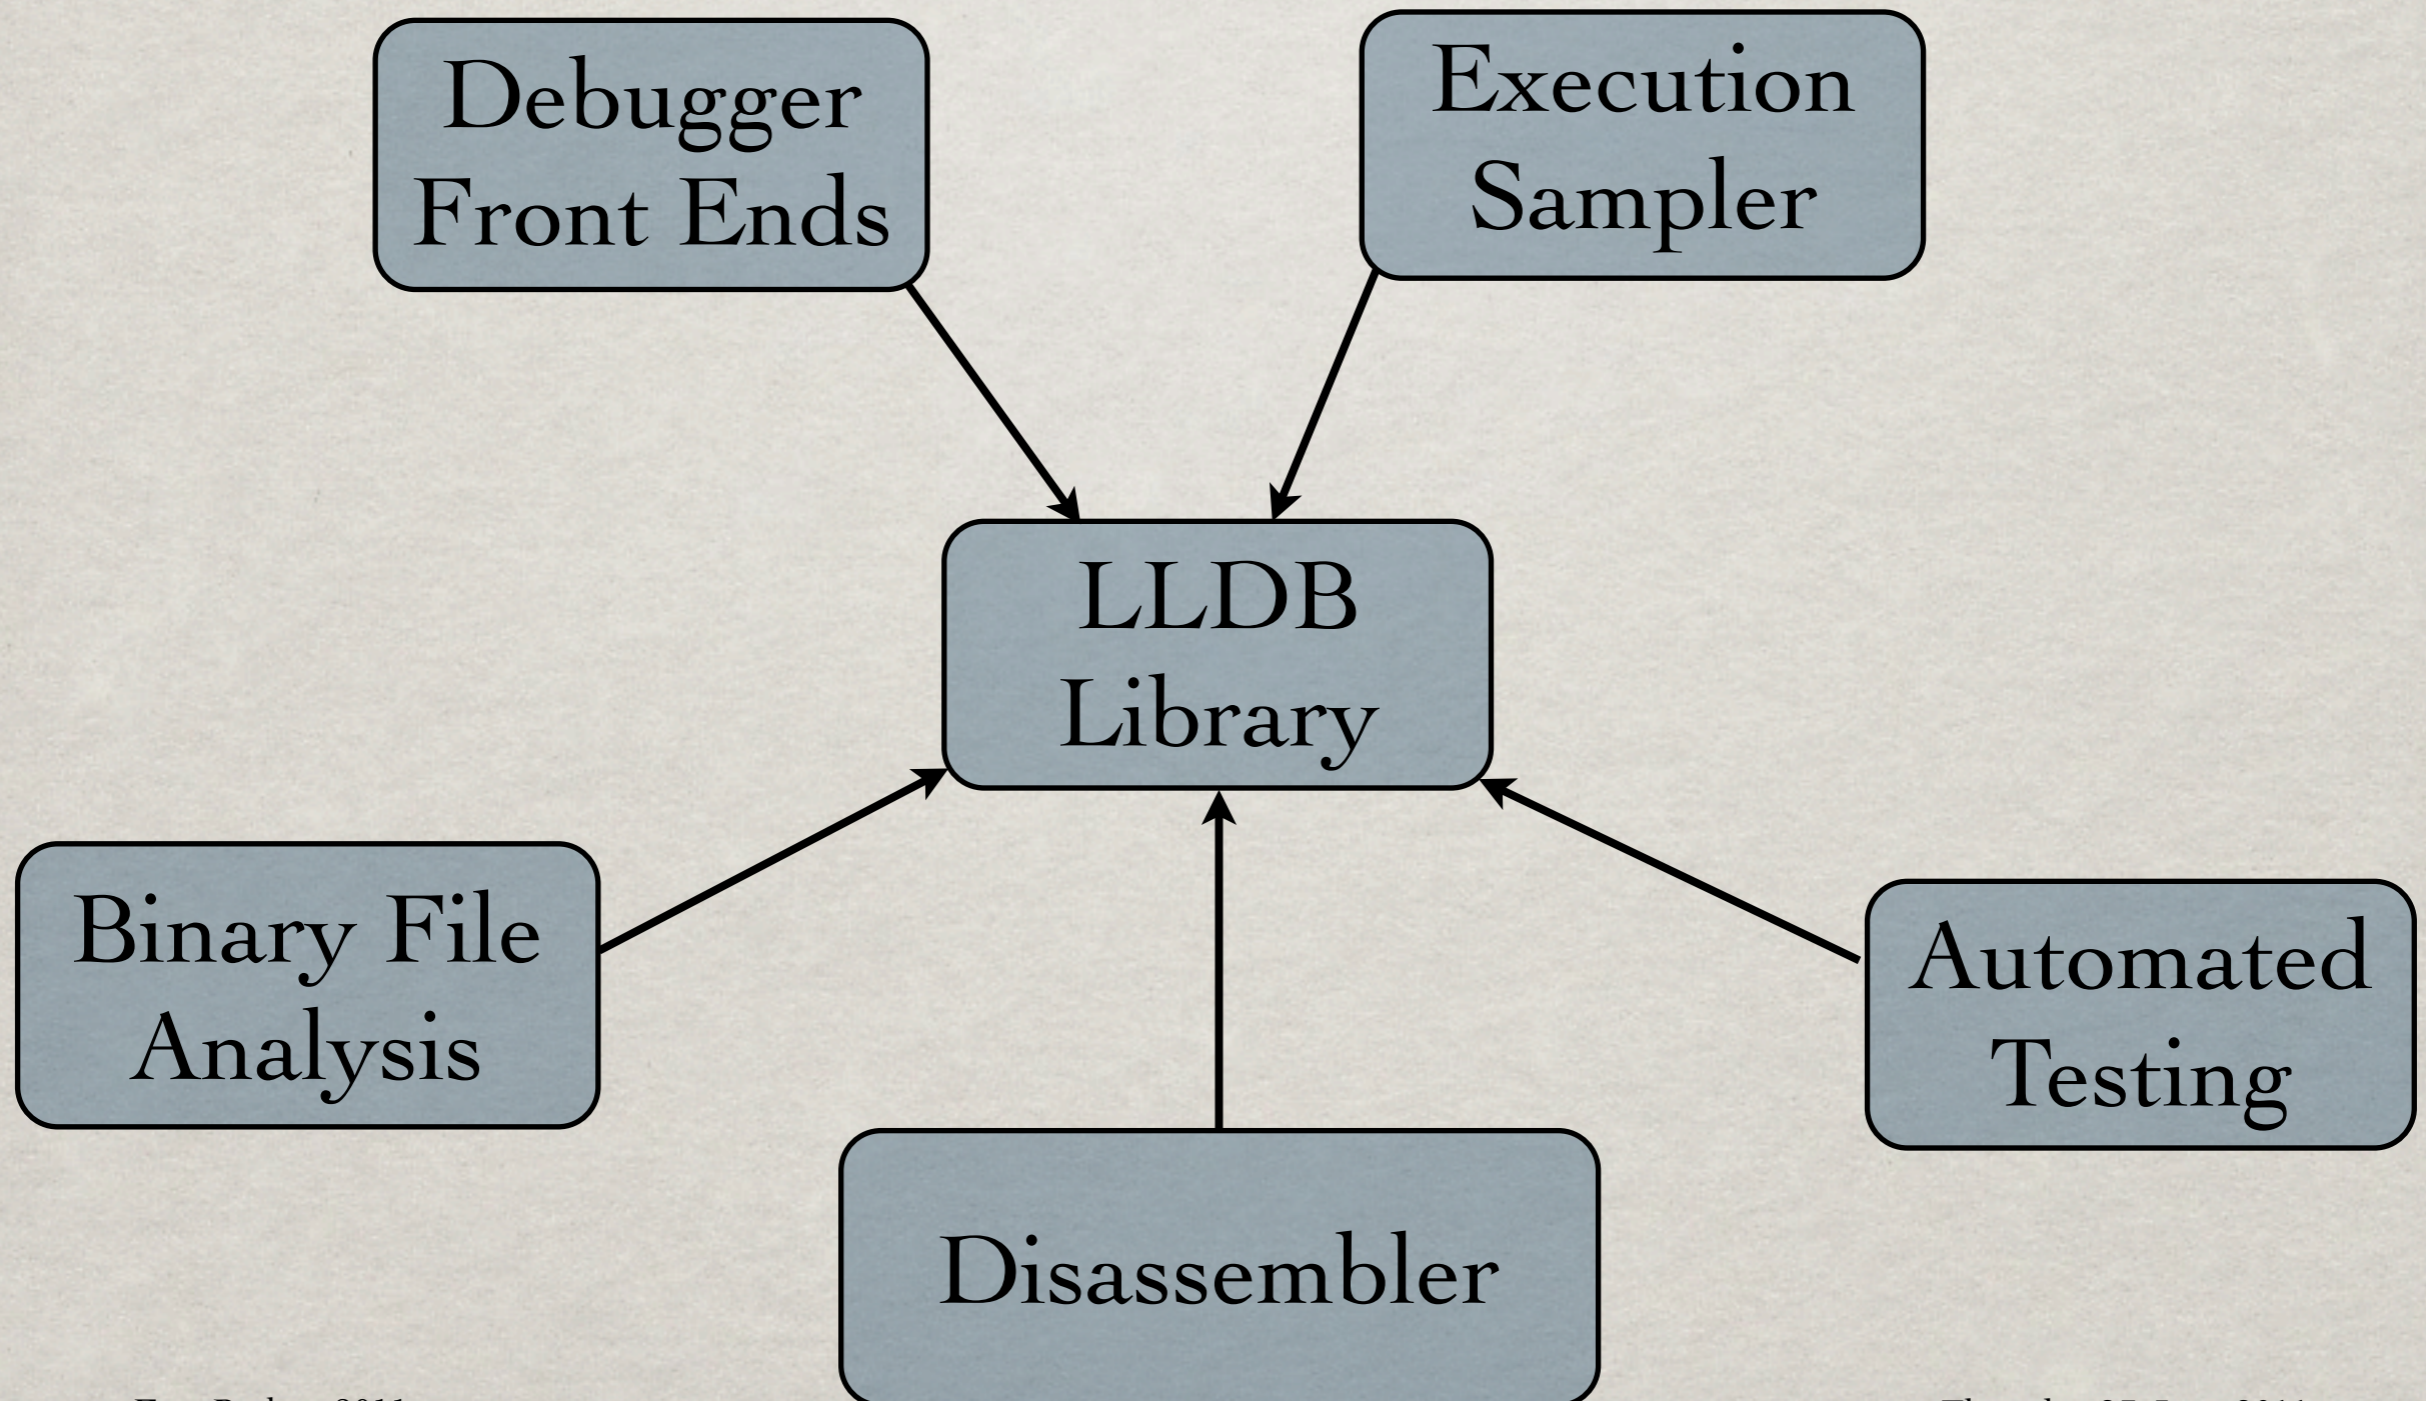 Debugger
Front Ends
Execution
Sampler
LLDB
Library
Binary File
Analysis
Automated
Testing
Disassembler